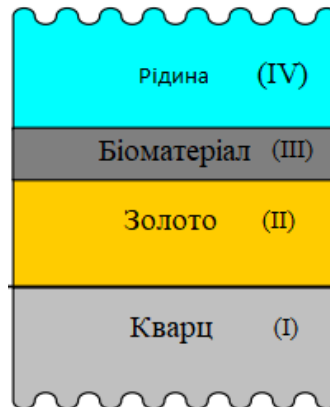 Рідина (IV)
Біоматеріал (III)
Золото (II)
Кварц (I)